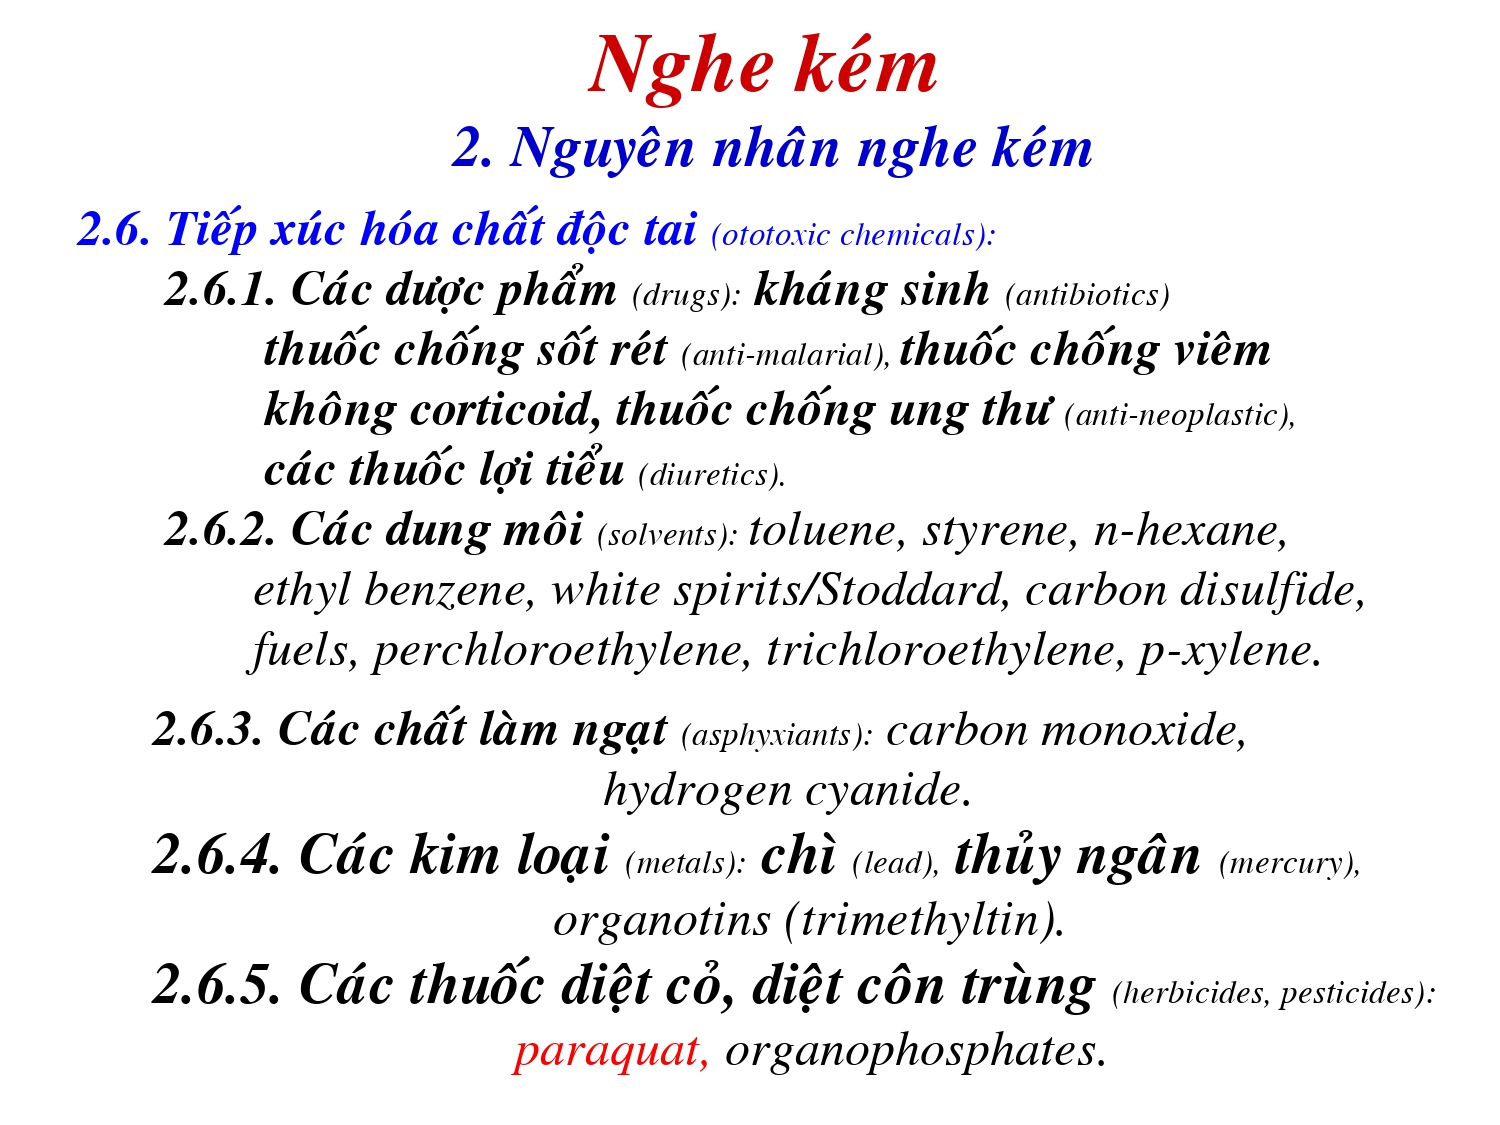 Nghe kém
2. Nguyên nhân nghe kém
2.6. Tiếp xúc hóa chất độc tai (ototoxic chemicals):
2.6.1. Các dược phẩm (drugs): kháng sinh (antibiotics)
thuốc chống sốt rét (anti-malarial), thuốc chống viêm
không corticoid, thuốc chống ung thư (anti-neoplastic),
các thuốc lợi tiểu (diuretics).
2.6.2. Các dung môi (solvents): toluene, styrene, n-hexane,
ethyl benzene, white spirits/Stoddard, carbon disulfide,
fuels, perchloroethylene, trichloroethylene, p-xylene.
2.6.3. Các chất làm ngạt (asphyxiants): carbon monoxide,
hydrogen cyanide.
2.6.4. Các kim loại (metals): chì (lead), thủy ngân (mercury),
organotins (trimethyltin).
2.6.5. Các thuốc diệt cỏ, diệt côn trùng (herbicides, pesticides):
paraquat, organophosphates.